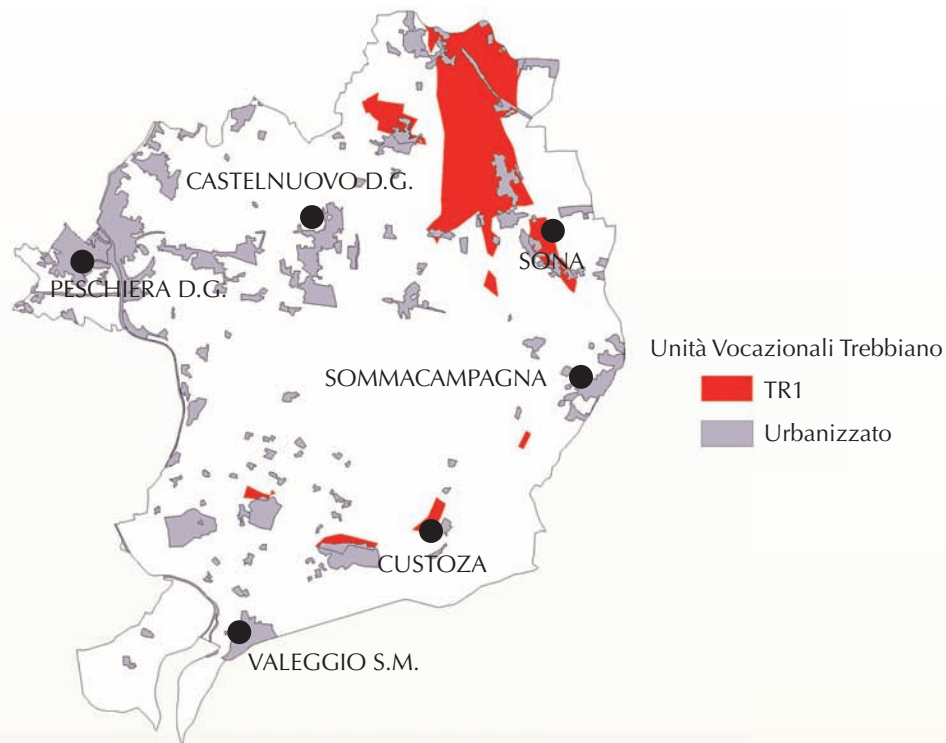 CASTELNUOVO D.G.
SONA
PESCHIERA D.G.
Unità Vocazionali Trebbiano
SOMMACAMPAGNA
TR1
Urbanizzato
CUSTOZA
VALEGGIO S.M.